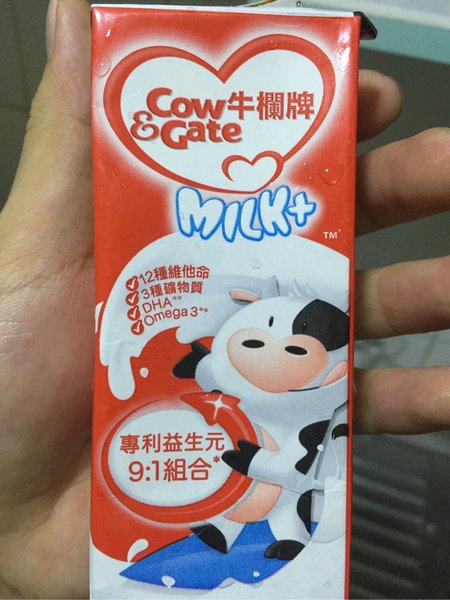 Cow
&Gate
牛欄牌
MILK+
TM
12種維他命
3種礦物質
DHA**
Omega 3**
專利益生元
9:1組合*